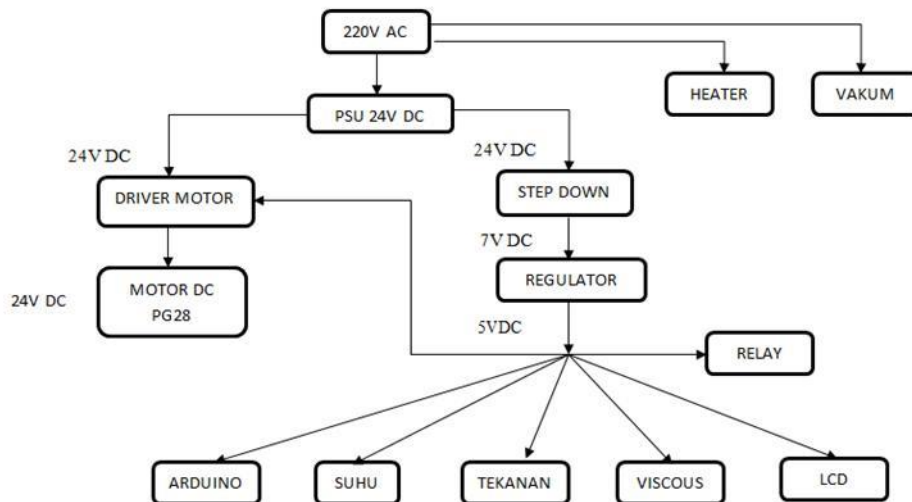 220V AC
HEATER
VAKUM
PSU 24V DC
24V DC
24V DC
DRIVER MOTOR
STEP DOWN
7V DC
MOTOR DC
PG28
24V DC
REGULATOR
5VDC
RELAY
ARDUINO
SUHU
TEKANAN
VISCOUS
LCD